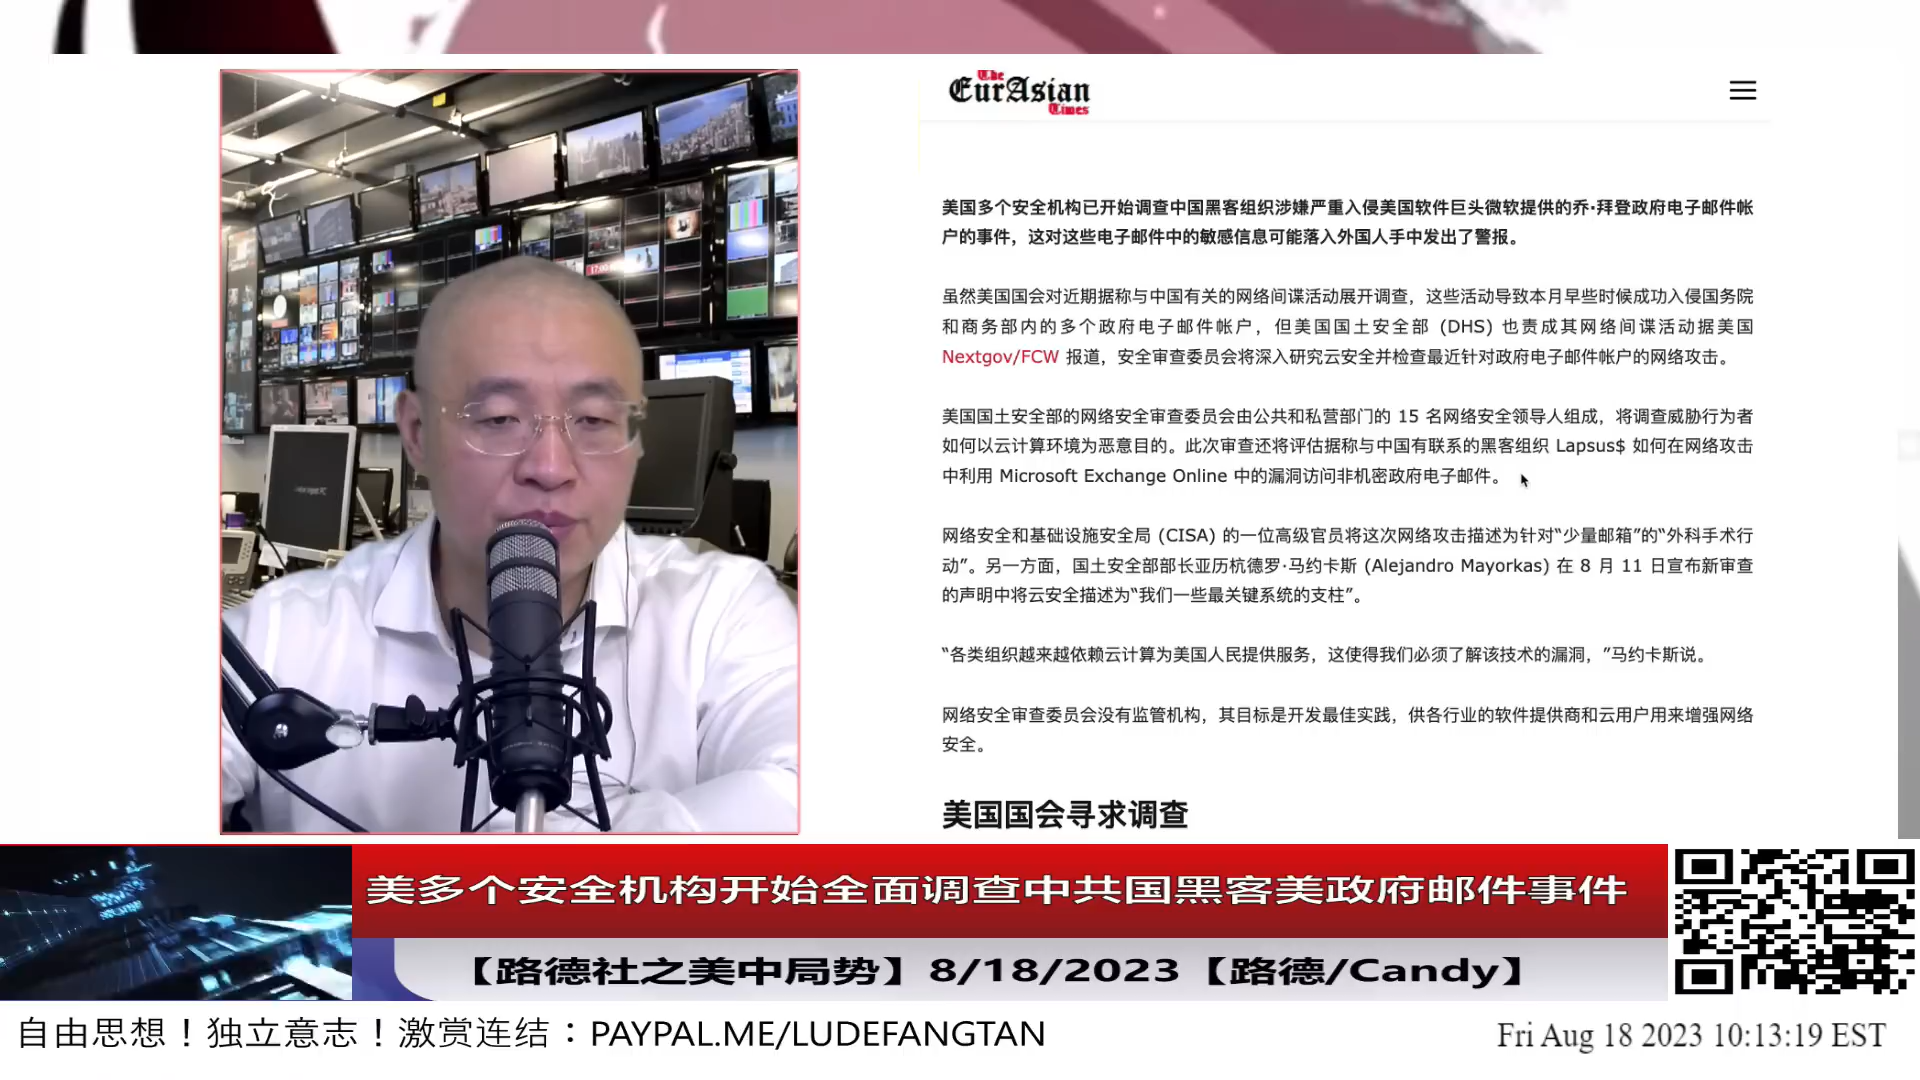 The
EurAsian
Times
美国多个安全机构已开始调查中国黑客组织涉嫌严重入侵美国软件巨头微软提供的乔·拜登政府电子邮件帐
户的事件，这对这些电子邮件中的敏感信息可能落入外国人手中发出了警报。
虽然美国国会对近期据称与中国有关的网络间谍活动展开调查，这些活动导致本月早些时候成功入侵国务院
和商务部内的多个政府电子邮件帐户，但美国国土安全部 (DHS) 也责成其网络间谍活动据美国
Nextgov/FCW 报道，安全审查委员会将深入研究云安全并检查最近针对政府电子邮件帐户的网络攻击。
美国国土安全部的网络安全审查委员会由公共和私营部门的 15 名网络安全领导人组成，将调查威胁行为者
如何以云计算环境为恶意目的。此次审查还将评估据称与中国有联系的黑客组织 Lapsus$ 如何在网络攻击
中利用 Microsoft Exchange Online 中的漏洞访问非机密政府电子邮件。
网络安全和基础设施安全局 (CISA) 的一位高级官员将这次网络攻击描述为针对“少量邮箱”的“外科手术行
动”。另一方面，国土安全部部长亚历杭德罗·马约卡斯 (Alejandro Mayorkas) 在 8 月 11 日宣布新审查
的声明中将云安全描述为“我们一些最关键系统的支柱”。
“各类组织越来越依赖云计算为美国人民提供服务，这使得我们必须了解该技术的漏洞，”马约卡斯说。
网络安全审查委员会没有监管机构，其目标是开发最佳实践，供各行业的软件提供商和云用户用来增强网络
安全。
美国国会寻求调查
美多个安全机构开始全面调查中共国黑客美政府邮件事件
【路德社之美中局势】8/18/2023【路德/Candy】
自由思想！独立意志！激赏连结：PAYPAL.ME/LUDEFANGTAN
Fri Aug 18 2023 10:13:19 EST